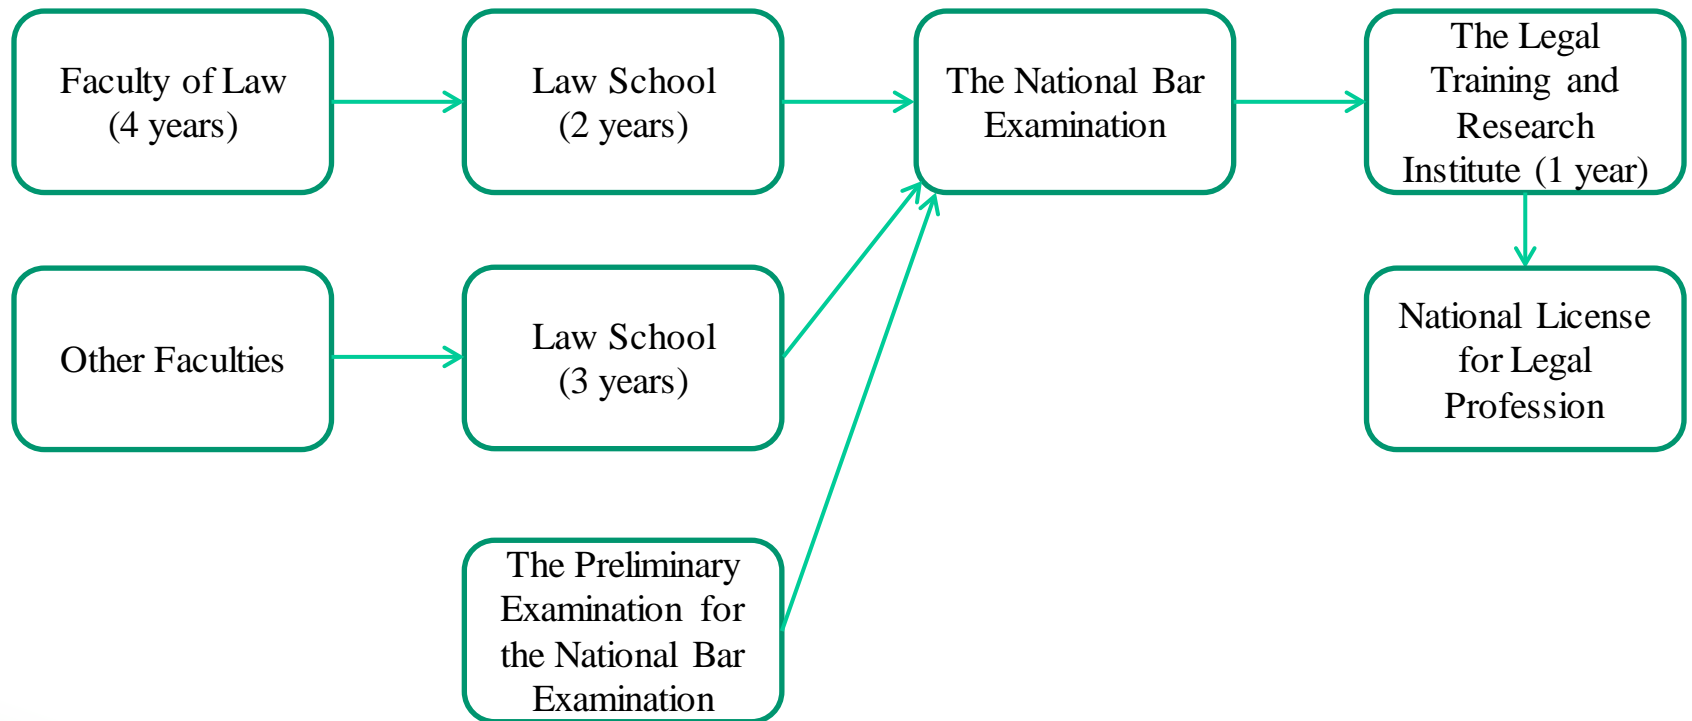 Faculty of Law
(4 years)
Law School
(2 years)
The National Bar
Examination
The Legal
Training and
Research
Institute (1 year)
Other Faculties
Law School
(3 years)
National License
for Legal
Profession
The Preliminary
Examination for
the National Bar
Examination